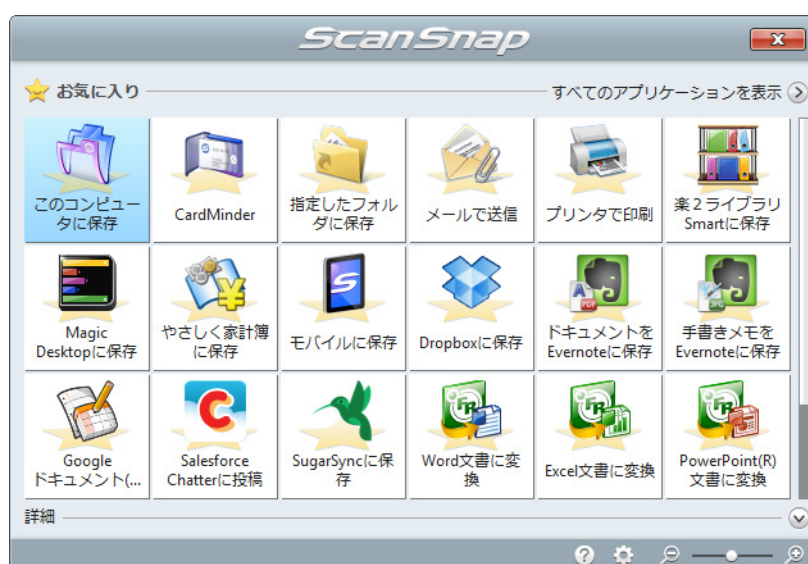 ScanSnap
お気に入り
すべてのアプリケーションを表示
このコンピュー
タに保存
CardMinder
指定したフォル
ダに保存
メールで送信
プリンタで印刷
楽2ライブラリ
Smartに保存
Magic
Desktopに保存
やさしく家計簿
に保存
モバイルに保存
Dropboxに保存
ドキュメントを
Evernoteに保存
手書きメモを
Evernoteに保存
Google
ドキュメント(...
Salesforce
Chatterに投稿
SugarSyncに保
存
Word文書に変
換
Excel文書に変換
PowerPoint(R)
文書に変換
詳細